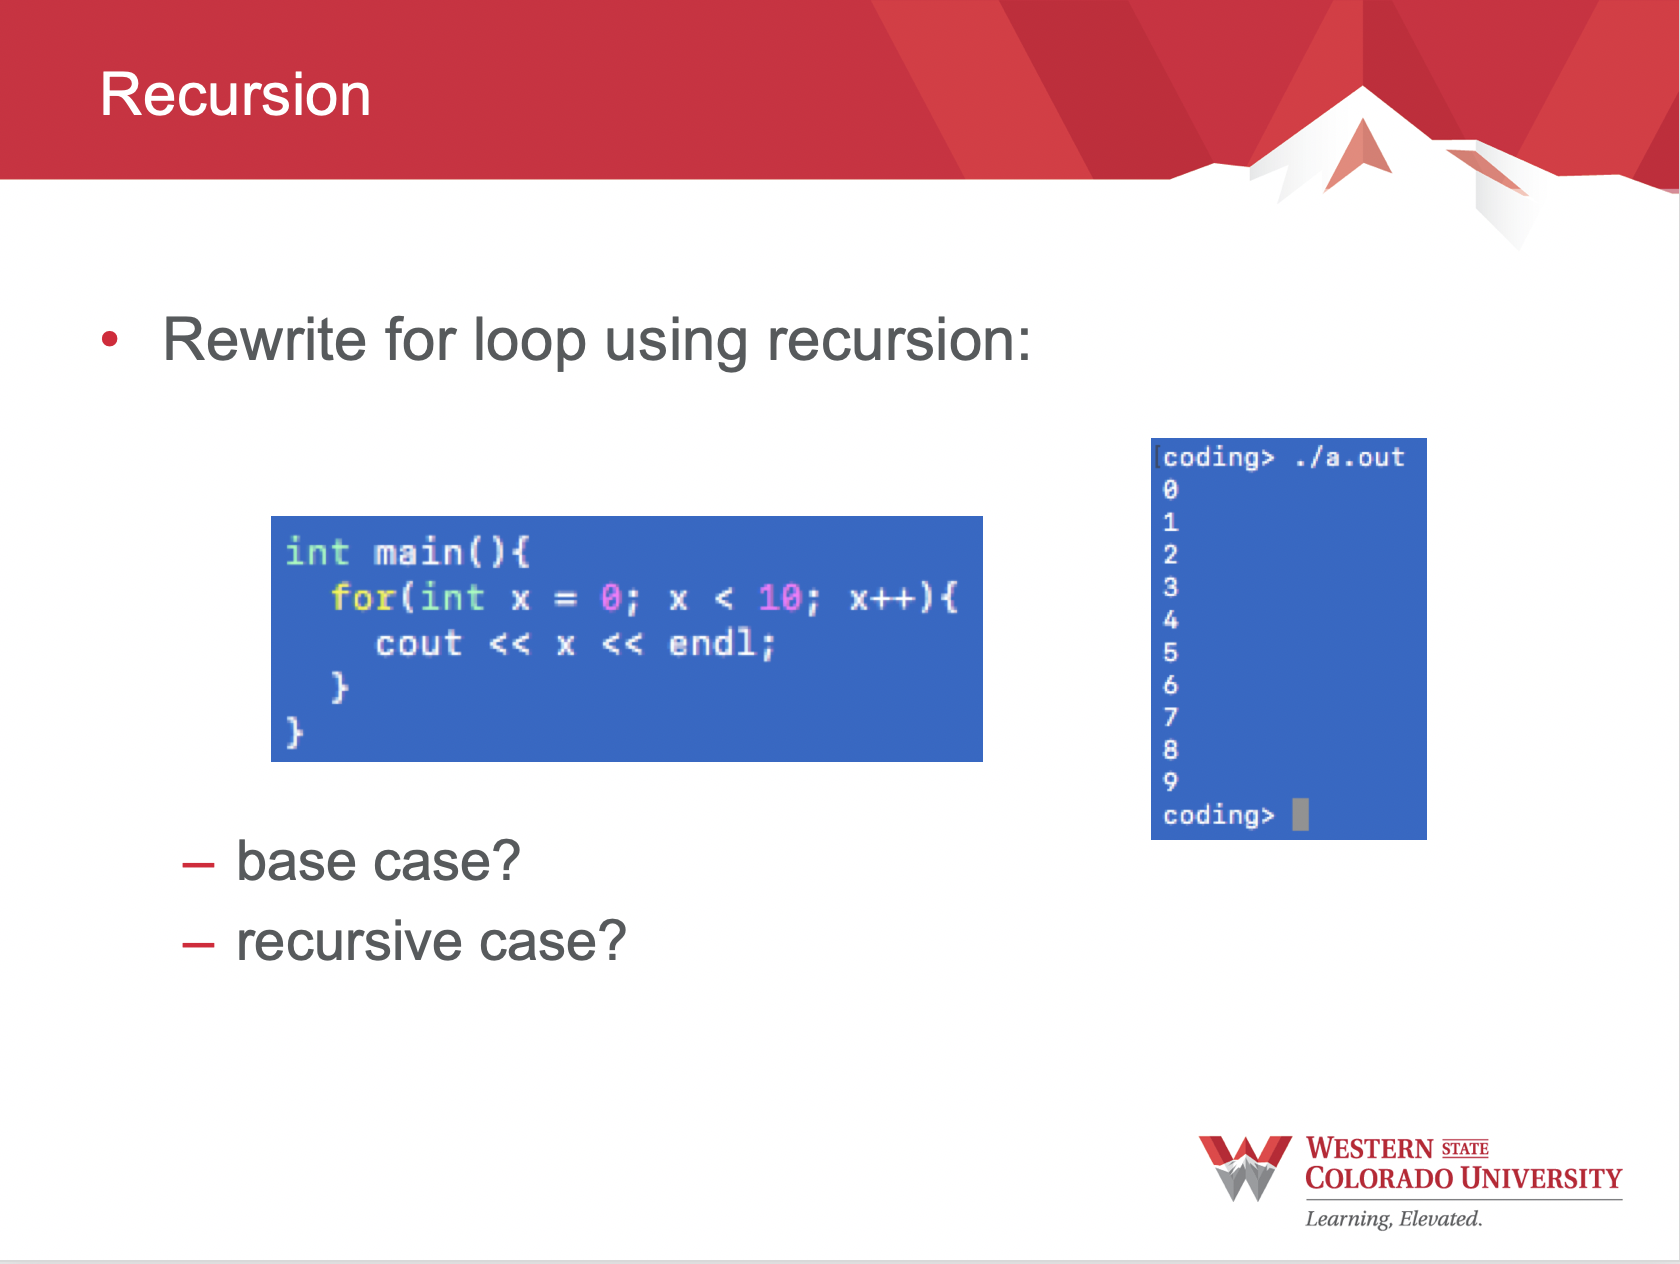 Recursion
• Rewrite for loop using recursion:
int main(){
  for(int x = 0; x < 10; x++){
    cout << x << endl;
  }
}
[coding> ./a.out
0
1
2
3
4
5
6
7
8
9
coding>
– base case?
– recursive case?
WESTERN STATE
COLORADO UNIVERSITY
Learning, Elevated.